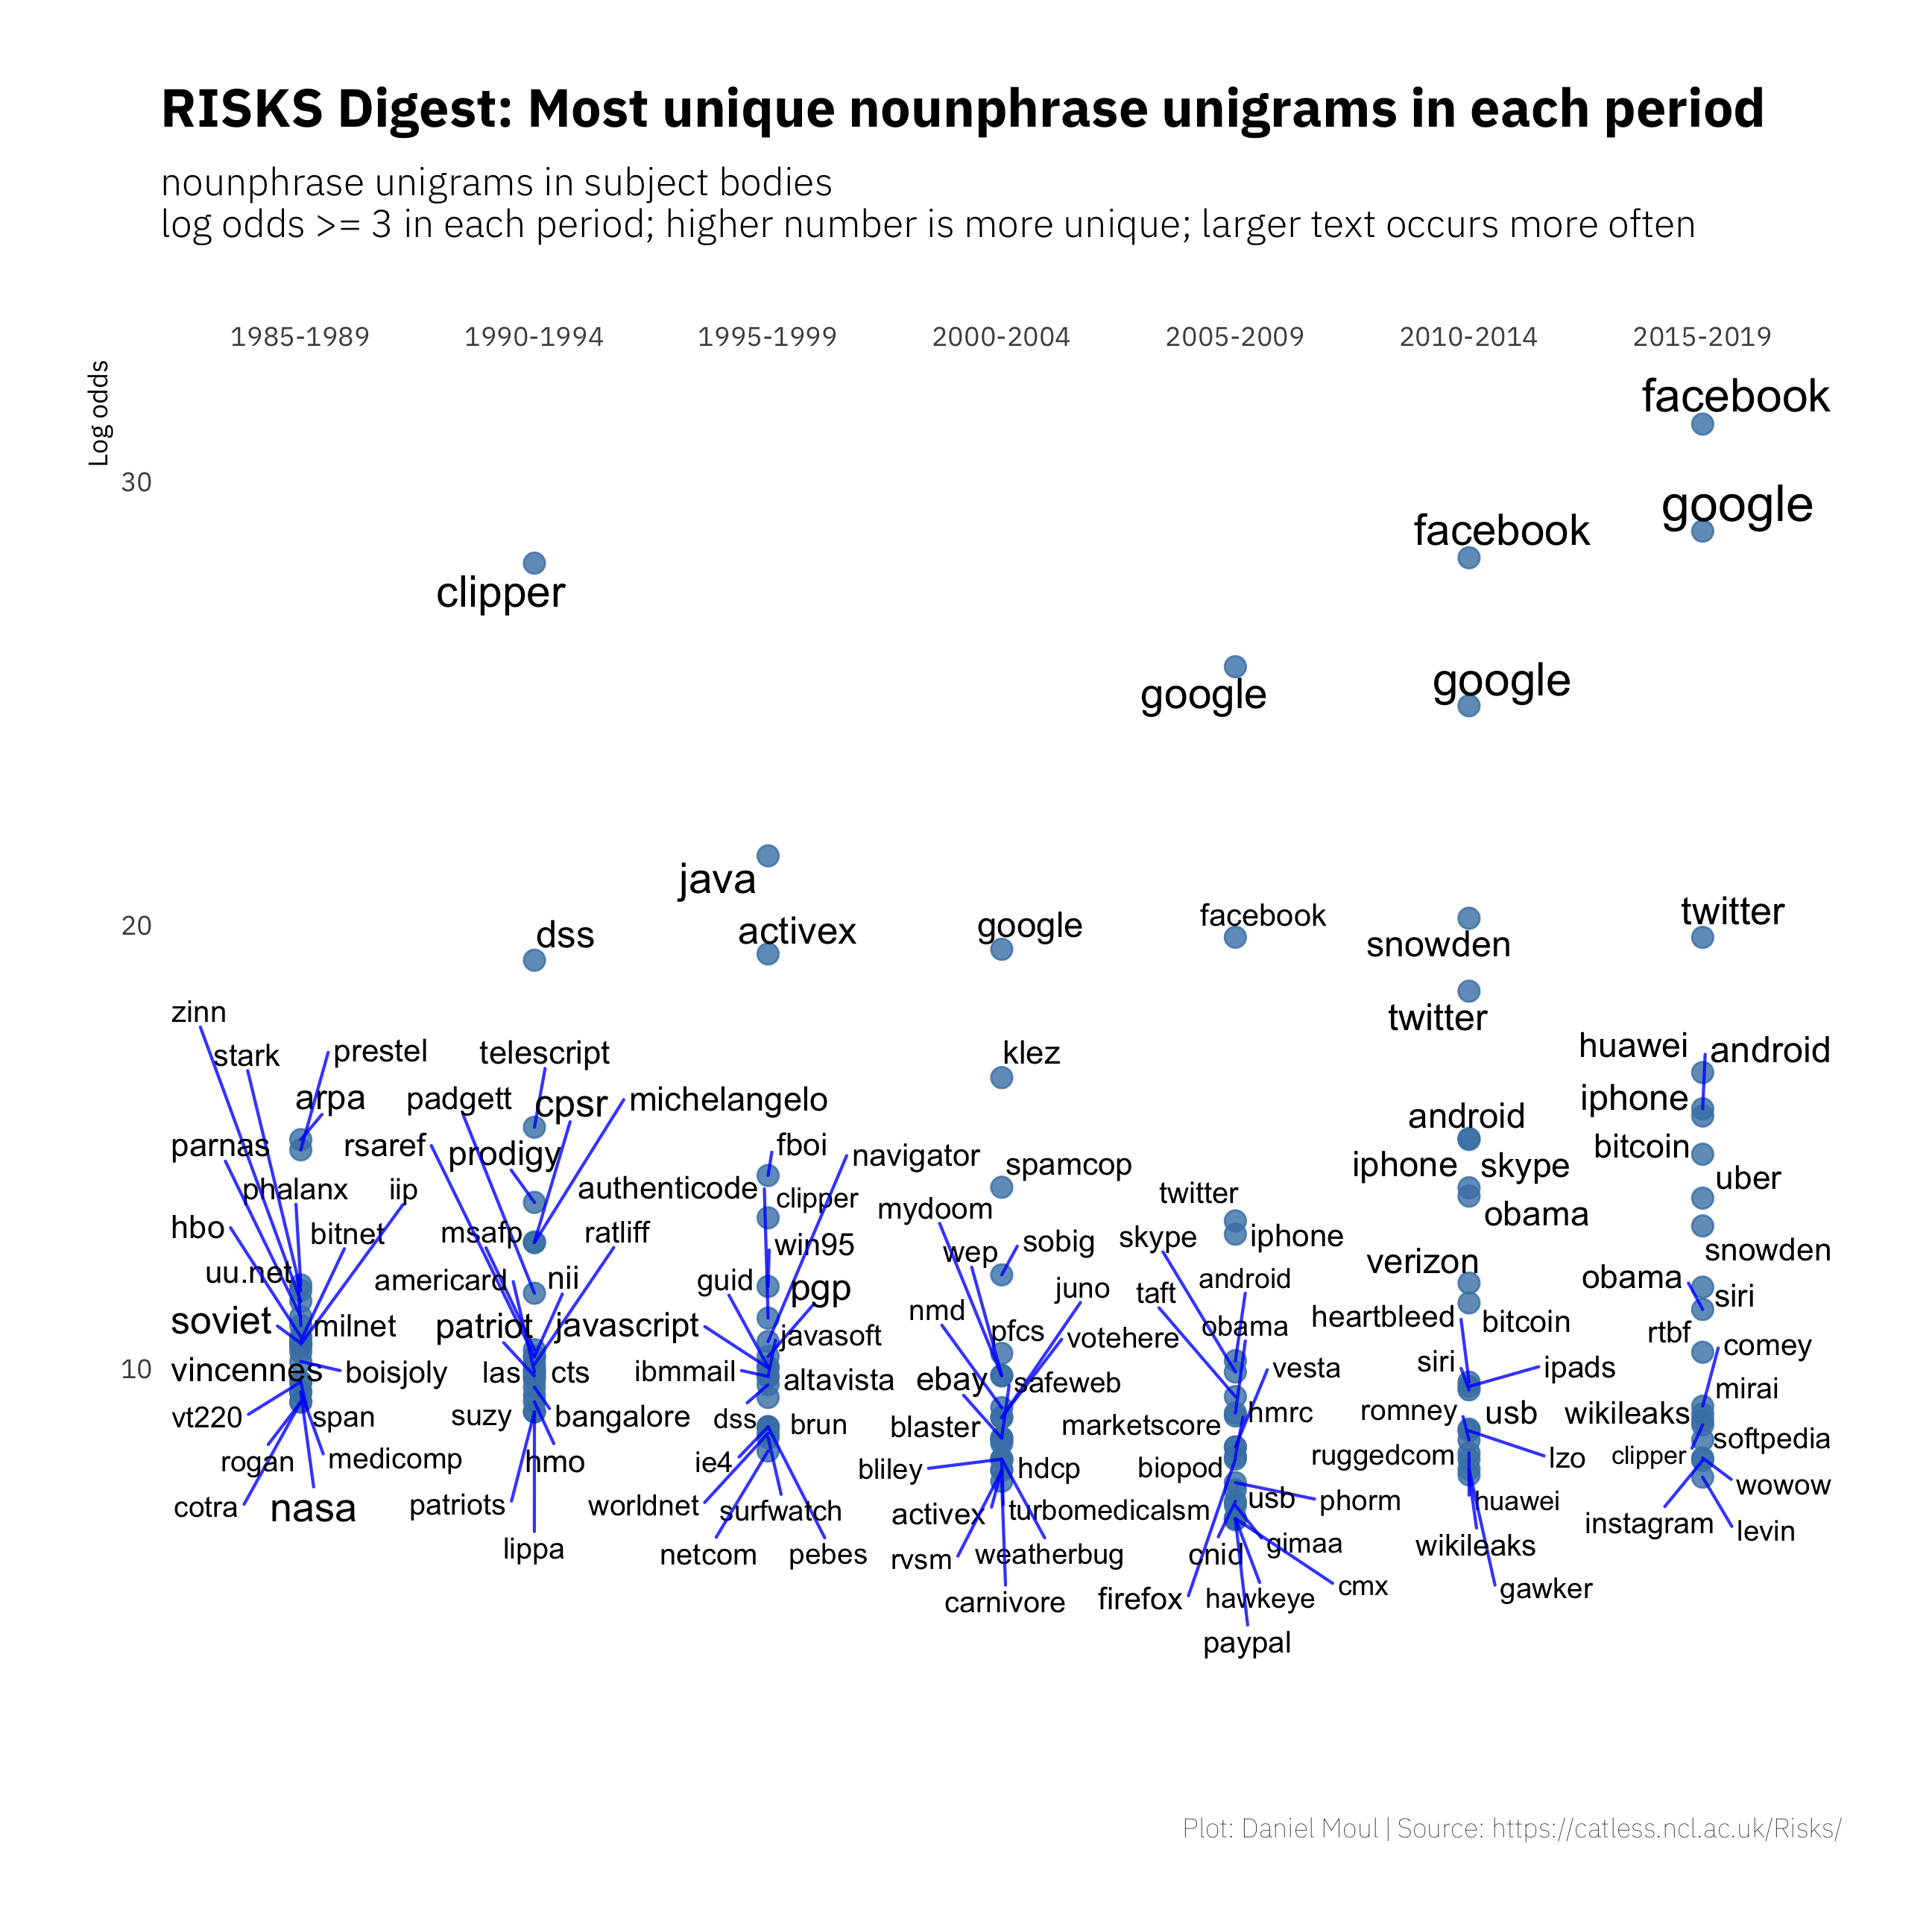 RISKS Digest: Most unique nounphrase unigrams in each period
nounphrase unigrams in subject bodies
log odds >= 3 in each period; higher number is more unique; larger text occurs more often
1985-1989 1990-1994 1995-1999 2000-2004 2005-2009 2010-2014 2015-2019
Log odds
30
20
10
zinn
stark
prestel
arpa
parnas
phalanx
iip
hbo
bitnet
uu.net
soviet
milnet
vincennes
boisjoly
vt220
span
rogan
medicomp
cotra
nasa
clipper
dss
telescript
padgett
cpsr
michelangelo
rsaref
prodigy
msafp
ratliff
americard
nii
patriot
las
cts
suzy
bangalore
hmo
patriots
lippa
java
activex
fboi
navigator
authenticode
clipper
win95
guid
pgp
javascript
javasoft
ibmmail
altavista
dss
brun
ie4
worldnet
surfwatch
netcom
pebes
google
klez
spamcop
mydoom
wep
sobig
juno
nmd
pfcs
votehere
ebay
safeweb
blaster
bliley
hdcp
activex
turbomedicalsm
rvsm
weatherbug
carnivore
google
facebook
twitter
skype
iphone
taft
android
obama
vesta
marketscore
hmrc
biopod
usb
phorm
cnid
gimaa
firefox
hawkeye
cmx
paypal
facebook
google
snowden
twitter
android
iphone
skype
obama
verizon
heartbleed
bitcoin
siri
ipads
romney
usb
ruggedcom
lzo
huawei
wikileaks
gawker
facebook
google
twitter
huawei
android
iphone
bitcoin
uber
snowden
obama
siri
rtbf
comey
mirai
wikileaks
softpedia
clipper
wowow
instagram
levin
Plot: Daniel Moul | Source: https://catless.ncl.ac.uk/Risks/